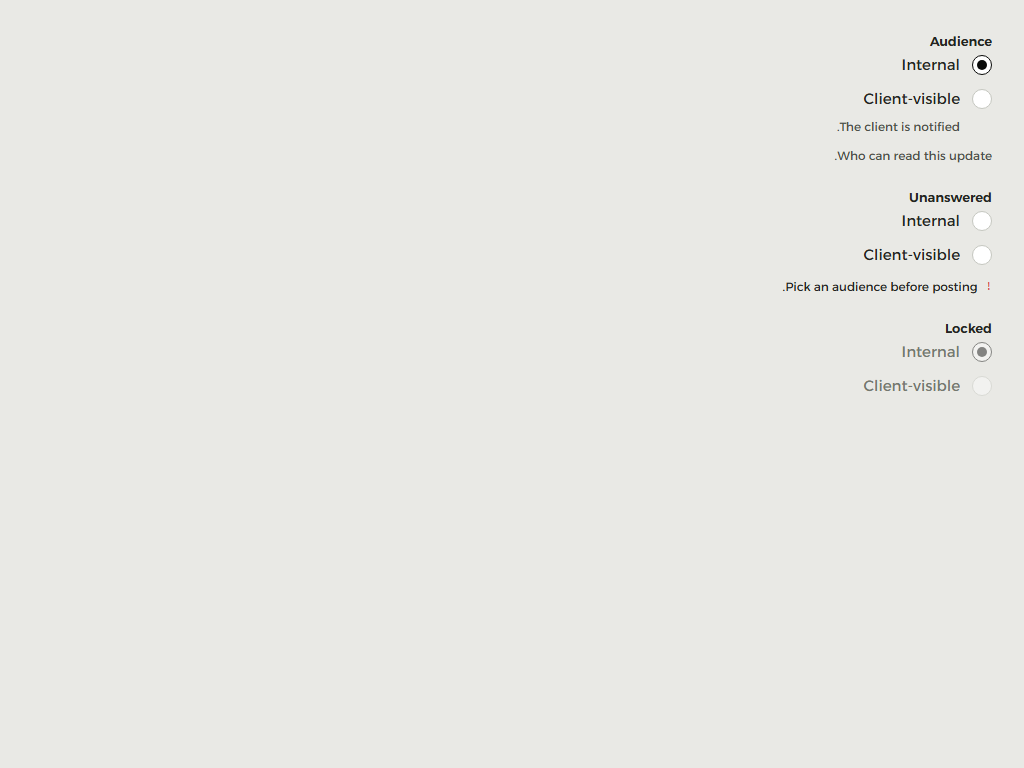 Audience
Internal
Client-visible
The client is notified.
Who can read this update.
Unanswered
Internal
Client-visible
! Pick an audience before posting.
Locked
Internal
Client-visible